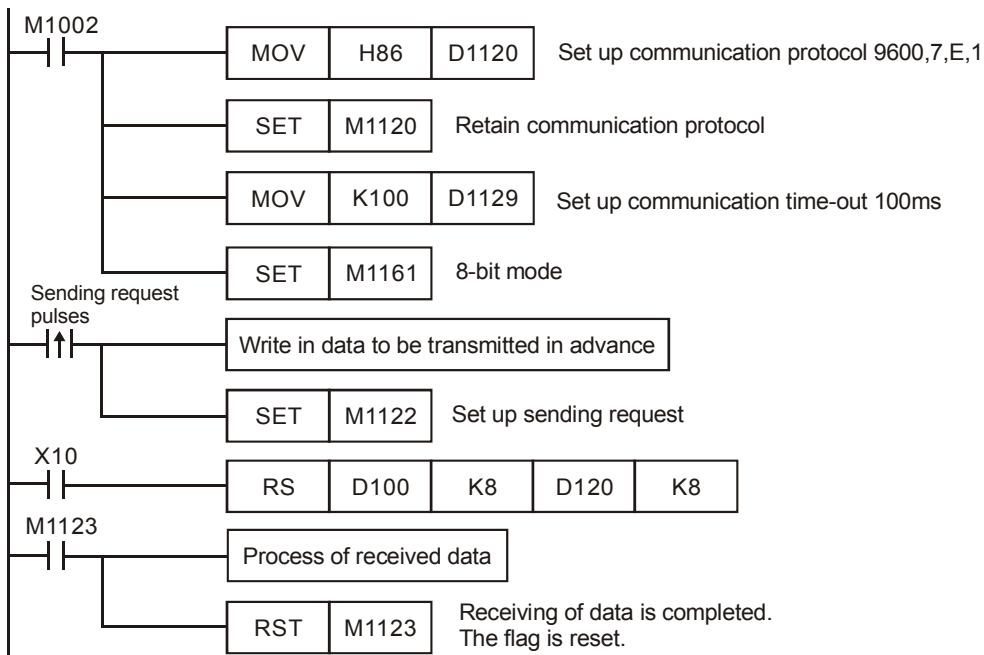 M1002
MOV H86 D1120 Set up communication protocol 9600,7,E,1
SET M1120 Retain communication protocol
MOV K100 D1129 Set up communication time-out 100ms
SET M1161 8-bit mode
Sending request
pulses
Write in data to be transmitted in advance
SET M1122 Set up sending request
X10
RS D100 K8 D120 K8
M1123
Process of received data
RST M1123 Receiving of data is completed.
The flag is reset.